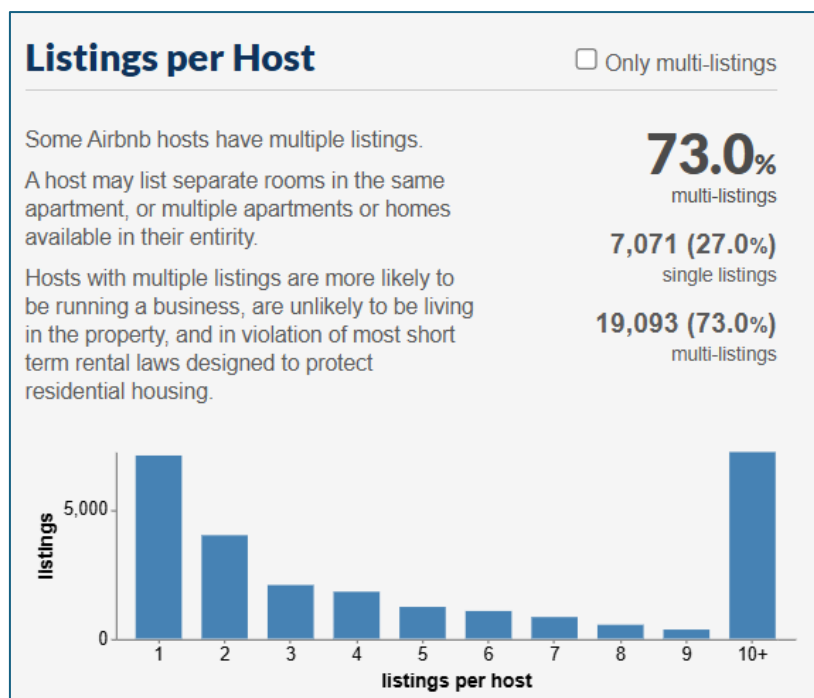 Listings per Host
Only multi-listings
Some Airbnb hosts have multiple listings.
A host may list separate rooms in the same
apartment, or multiple apartments or homes
available in their entirity.
Hosts with multiple listings are more likely to
be running a business, are unlikely to be living
in the property, and in violation of most short
term rental laws designed to protect
residential housing.
73.0%
multi-listings
7,071 (27.0%)
single listings
19,093 (73.0%)
multi-listings
listings
5,000
0
1 2 3 4 5 6 7 8 9 10+
listings per host